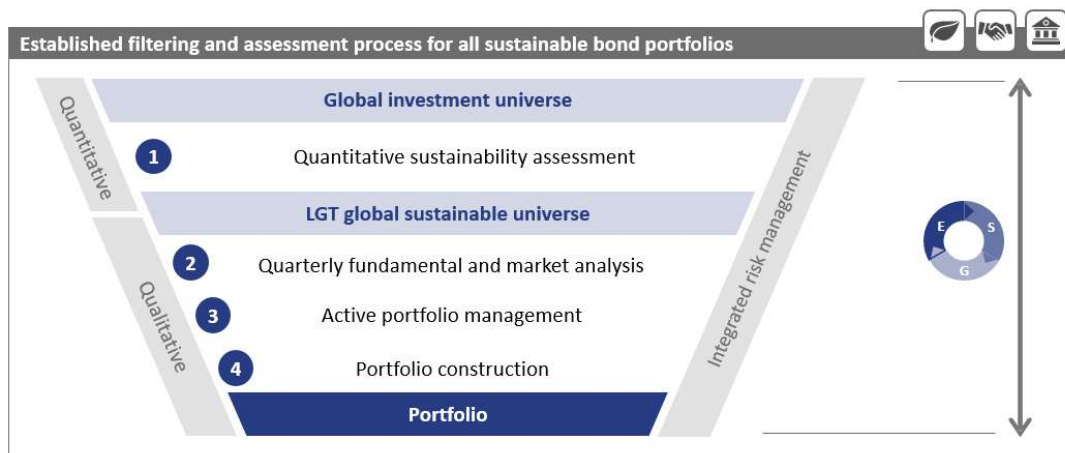 Established filtering and assessment process for all sustainable bond portfolios
Quantitative
Global investment universe
1
Quantitative sustainability assessment
LGT global sustainable universe
Qualitative
2
Quarterly fundamental and market analysis
3
Active portfolio management
4
Portfolio construction
Portfolio
Integrated risk management
E
S
G